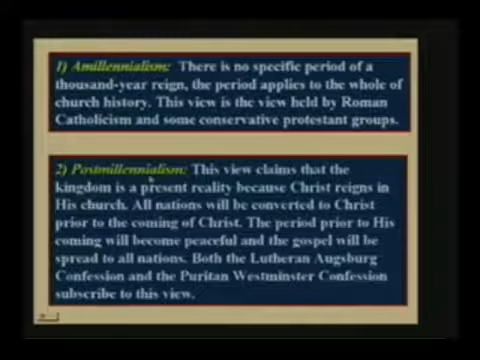 1) Amillennialism: There is no specific period of a
thousand-year reign, the period applies to the whole of
church history. This view is the view held by Roman
Catholicism and some conservative protestant groups.
2) Postmillennialism: This view claims that the
kingdom is a present reality because Christ reigns in
His church. All nations will be converted to Christ
prior to the coming of Christ. The period prior to His
coming will become peaceful and the gospel will be
spread to all nations. Both the Lutheran Augsburg
Confession and the Puritan Westminster Confession
subscribe to this view.